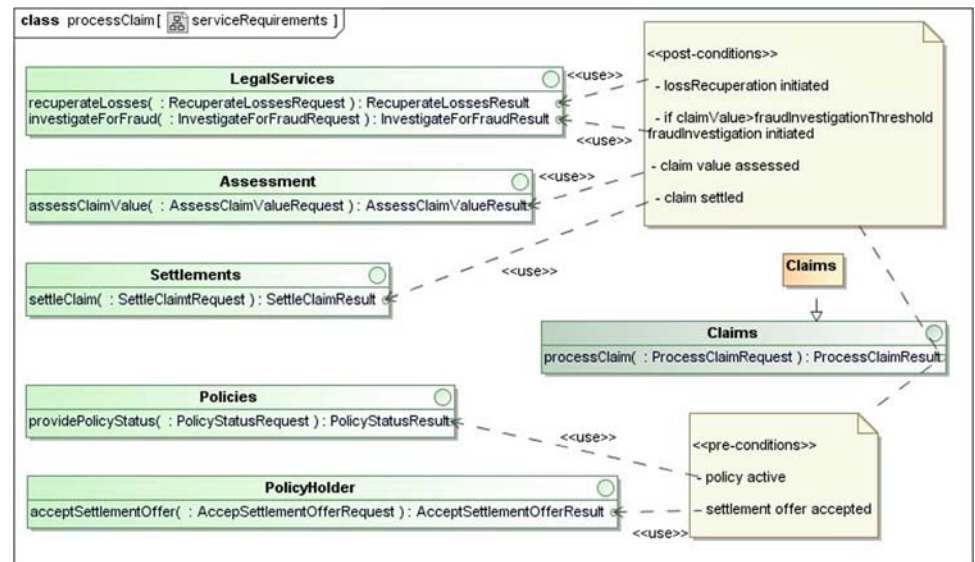 class processClaim[ serviceRequirements ]
LegalServices
recuperateLosses( : RecuperateLossesRequest ) : RecuperateLossesResult
investigateForFraud( : InvestigateForFraudRequest ) : InvestigateForFraudResult
<<use>>
<<use>>
<<post-conditions>>
- lossRecuperation initiated
- if claimValue>fraudInvestigationThreshold
fraudInvestigation initiated
- claim value assessed
- claim settled
Assessment
assessClaimValue( : AssessClaimValueRequest ) : AssessClaimValueResult
<<use>>
Settlements
settleClaim( : SettleClaimtRequest ) : SettleClaimResult
<<use>>
Claims
Claims
processClaim( : ProcessClaimRequest ) : ProcessClaimResult
Policies
providePolicyStatus( : PolicyStatusRequest ) : PolicyStatusResult
<<use>>
<<pre-conditions>>
- policy active
- settlement offer accepted
PolicyHolder
acceptSettlementOffer( : AccepSettlementOfferRequest ) : AcceptSettlementOfferResult
<<use>>